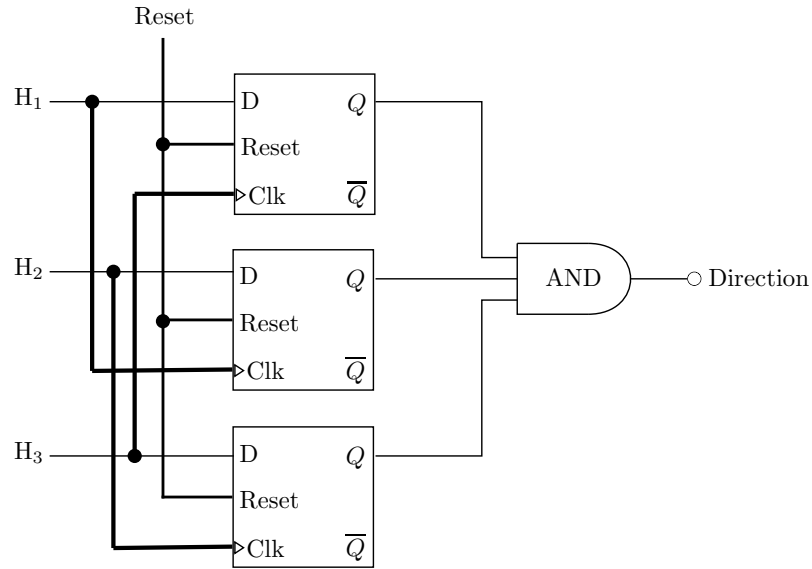 Reset
H₁
D
Q
Reset
Clk
Q̅
H₂
D
Q
Reset
Clk
Q̅
AND
Direction
H₃
D
Q
Reset
Clk
Q̅